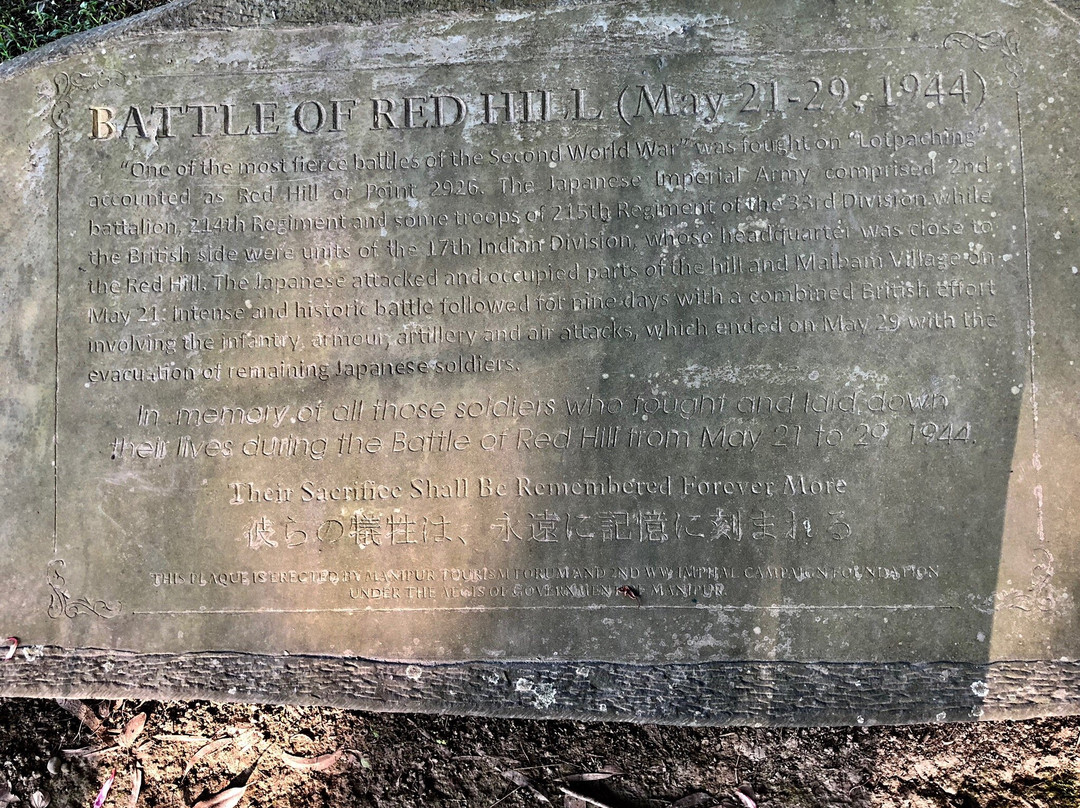 BATTLE OF RED HILL (May 21-29, 1944)
"One of the most fierce battles of the Second World War" was fought on "Lotpaching"
accounted as Red Hill or Point 2926. The Japanese Imperial Army comprised 2nd
battalion, 214th Regiment and some troops of 215th Regiment of the 33rd Division while
the British side were units of the 17th Indian Division, whose headquarter was close to
the Red Hill. The Japanese attacked and occupied parts of the hill and Maibam Village on
May 21. Intense and historic battle followed for nine days with a combined British effort
involving the infantry, armour, artillery and air attacks, which ended on May 29 with the
evacuation of remaining Japanese soldiers.
In memory of all those soldiers who fought and laid down
their lives during the Battle of Red Hill from May 21 to 29, 1944.
Their Sacrifice Shall Be Remembered Forever More
彼らの犠牲は、永遠に記憶に刻まれる
THIS PLAQUE IS ERECTED BY MANIPUR TOURISM FORUM AND 2ND WW IMPHAL CAMPAIGN FOUNDATION
UNDER THE AEGIS OF GOVERNMENT OF MANIPUR.